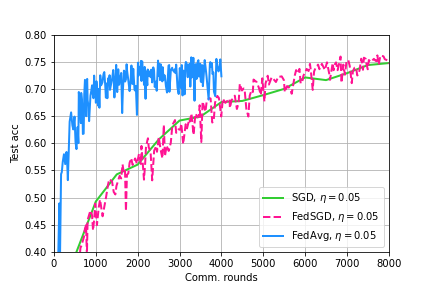 0.80
0.75
0.70
0.65
0.60
0.55
0.50
0.45
0.40
Test acc
SGD, η = 0.05
FedSGD, η = 0.05
FedAvg, η = 0.05
0 1000 2000 3000 4000 5000 6000 7000 8000
Comm. rounds